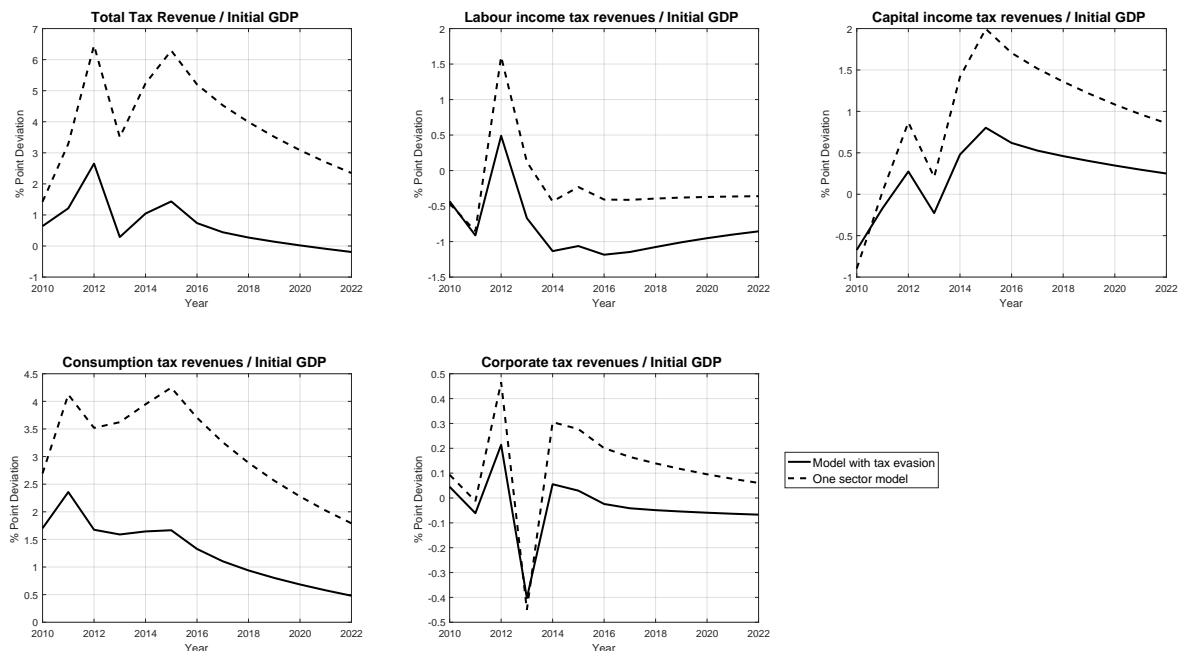 Total Tax Revenue / Initial GDP
% Point Deviation
7
6
5
4
3
2
1
0
-1
2010 2012 2014 2016 2018 2020 2022
Year
Labour income tax revenues / Initial GDP
% Point Deviation
2
1.5
1
0.5
0
-0.5
-1
-1.5
2010 2012 2014 2016 2018 2020 2022
Year
Capital income tax revenues / Initial GDP
% Point Deviation
2
1.5
1
0.5
0
-0.5
-1
2010 2012 2014 2016 2018 2020 2022
Year
Consumption tax revenues / Initial GDP
% Point Deviation
4.5
4
3.5
3
2.5
2
1.5
1
0.5
0
2010 2012 2014 2016 2018 2020 2022
Year
Corporate tax revenues / Initial GDP
% Point Deviation
0.5
0.4
0.3
0.2
0.1
0
-0.1
-0.2
-0.3
-0.4
-0.5
2010 2012 2014 2016 2018 2020 2022
Year
Model with tax evasion
One sector model